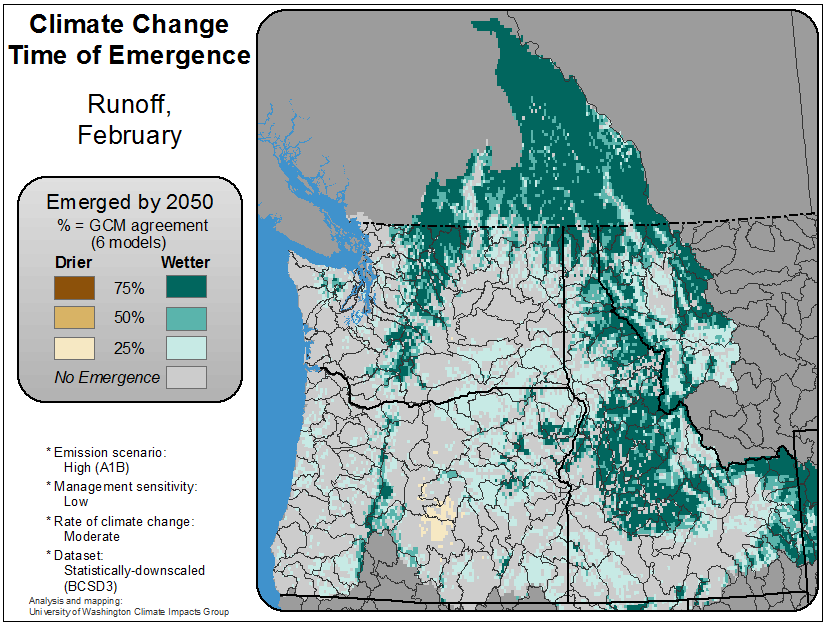 Climate Change
Time of Emergence
Runoff,
February
Emerged by 2050
% = GCM agreement
(6 models)
Drier Wetter
75%
50%
25%
No Emergence
* Emission scenario:
High (A1B)
* Management sensitivity:
Low
* Rate of climate change:
Moderate
* Dataset:
Statistically-downscaled
(BCSD3)
Analysis and mapping:
University of Washington Climate Impacts Group